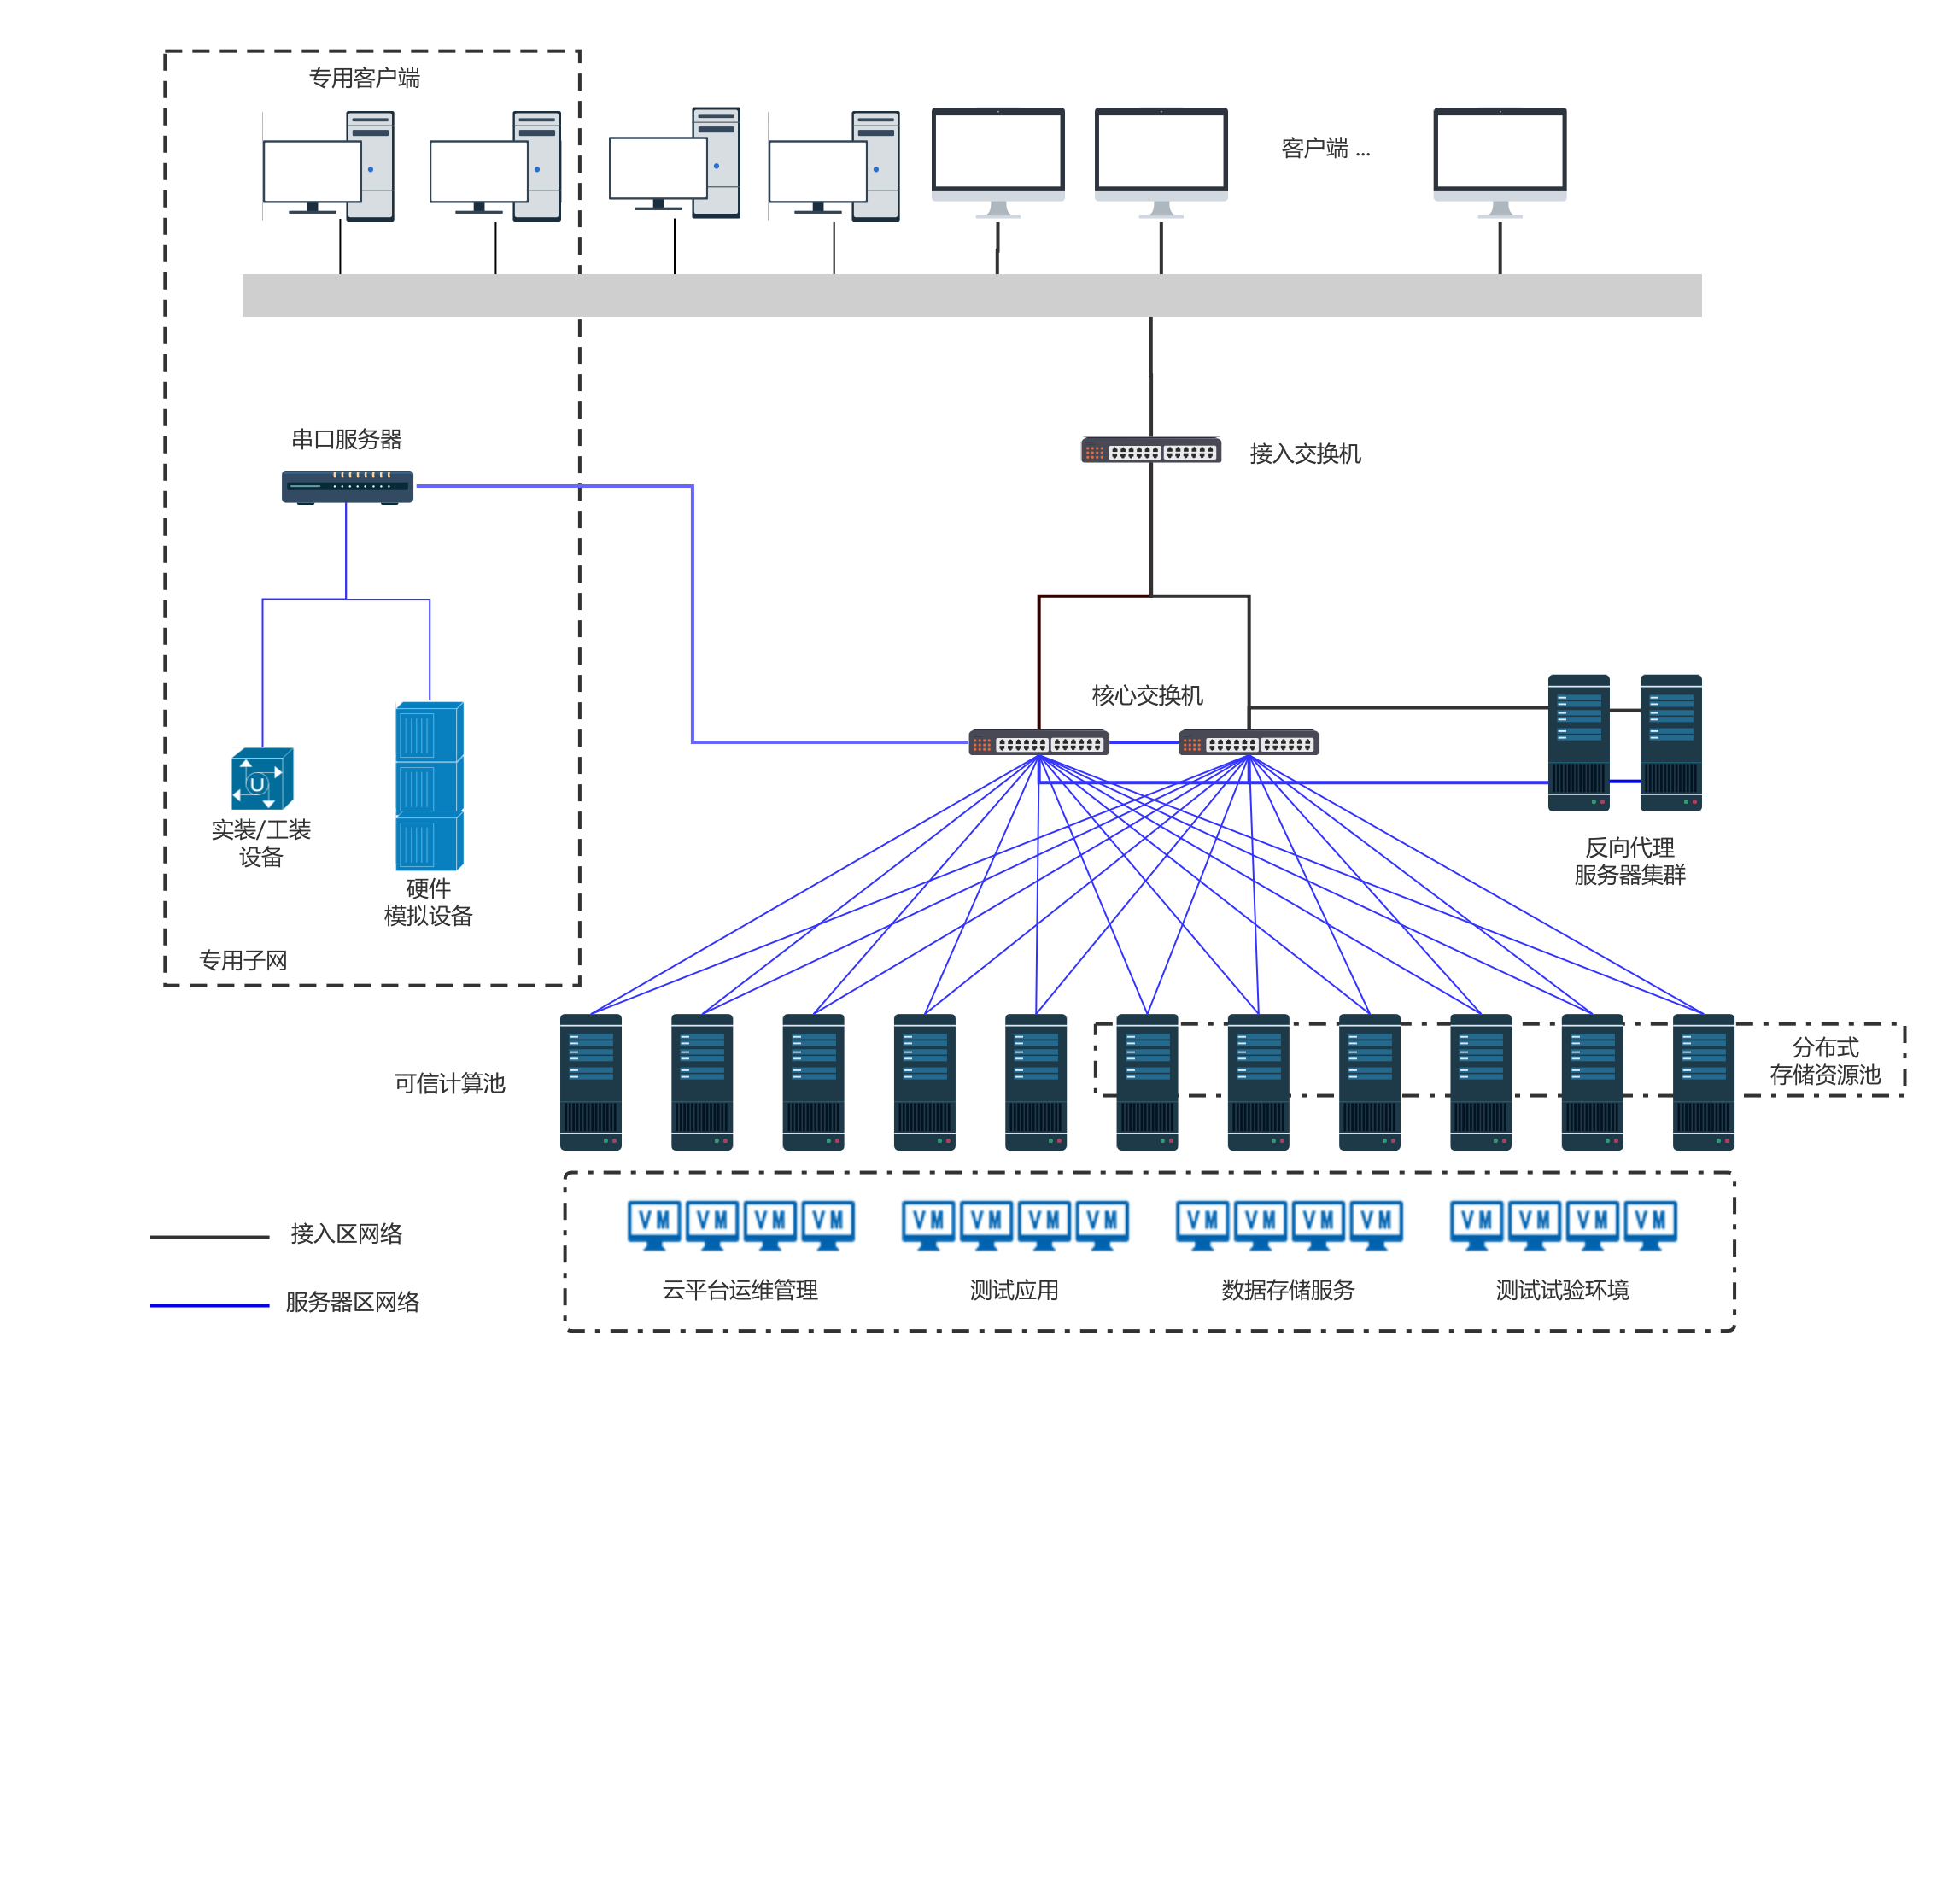 专用客户端
客户端 ...
串口服务器
接入交换机
核心交换机
U
实装/工装
设备
硬件
模拟设备
反向代理
服务器集群
专用子网
可信计算池
分布式
存储资源池
VM VM VM VM VM VM VM VM VM VM VM VM VM VM VM VM
云平台运维管理
测试应用
数据存储服务
测试试验环境
接入区网络
服务器区网络